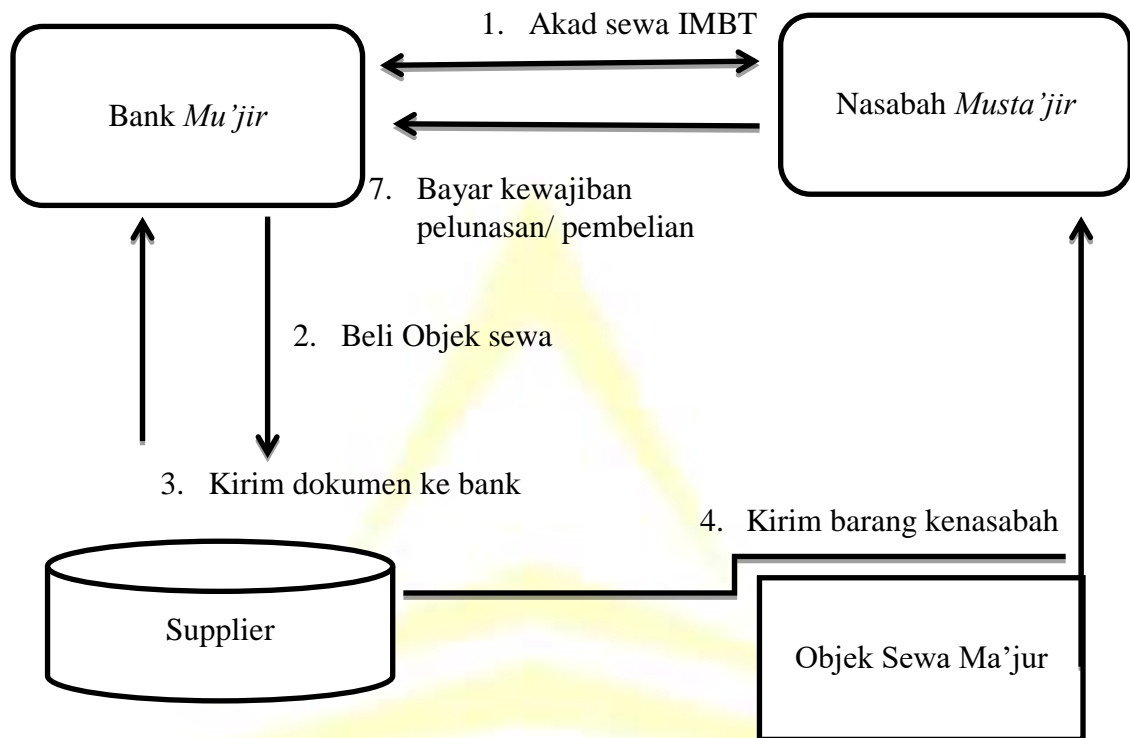 1. Akad sewa IMBT
Bank Mu’jir
Nasabah Musta’jir
7. Bayar kewajiban
pelunasan/ pembelian
2. Beli Objek sewa
3. Kirim dokumen ke bank
4. Kirim barang kenasabah
Supplier
Objek Sewa Ma’jur